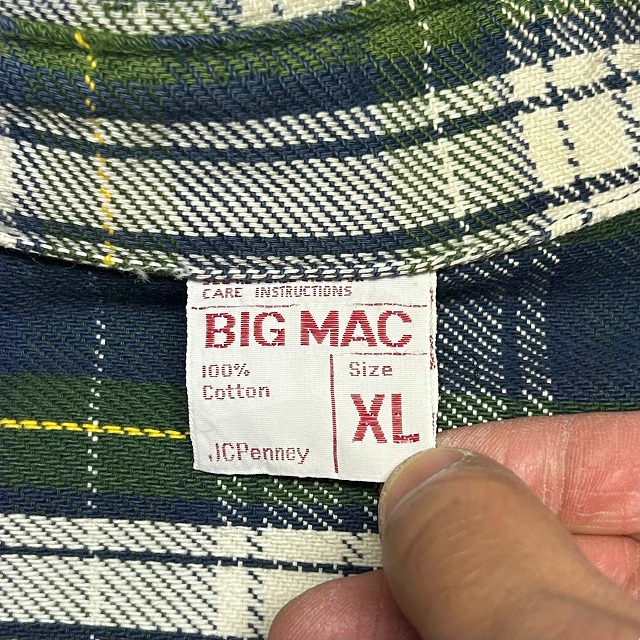 CARE INSTRUCTIONS
BIG MAC
100%
Cotton
Size
XL
JCPenney